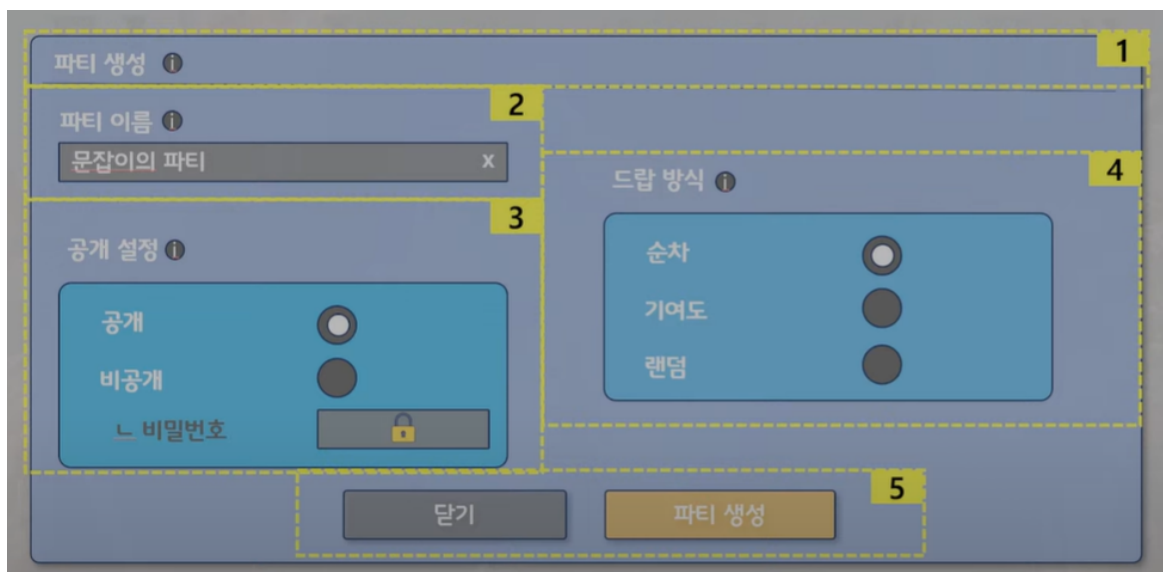 1
파티 생성 i
2
파티 이름 i
문잡이의 파티 x
3
공개 설정 i
공개
비공개
ㄴ 비밀번호
4
드랍 방식 i
순차
기여도
랜덤
5
닫기
파티 생성